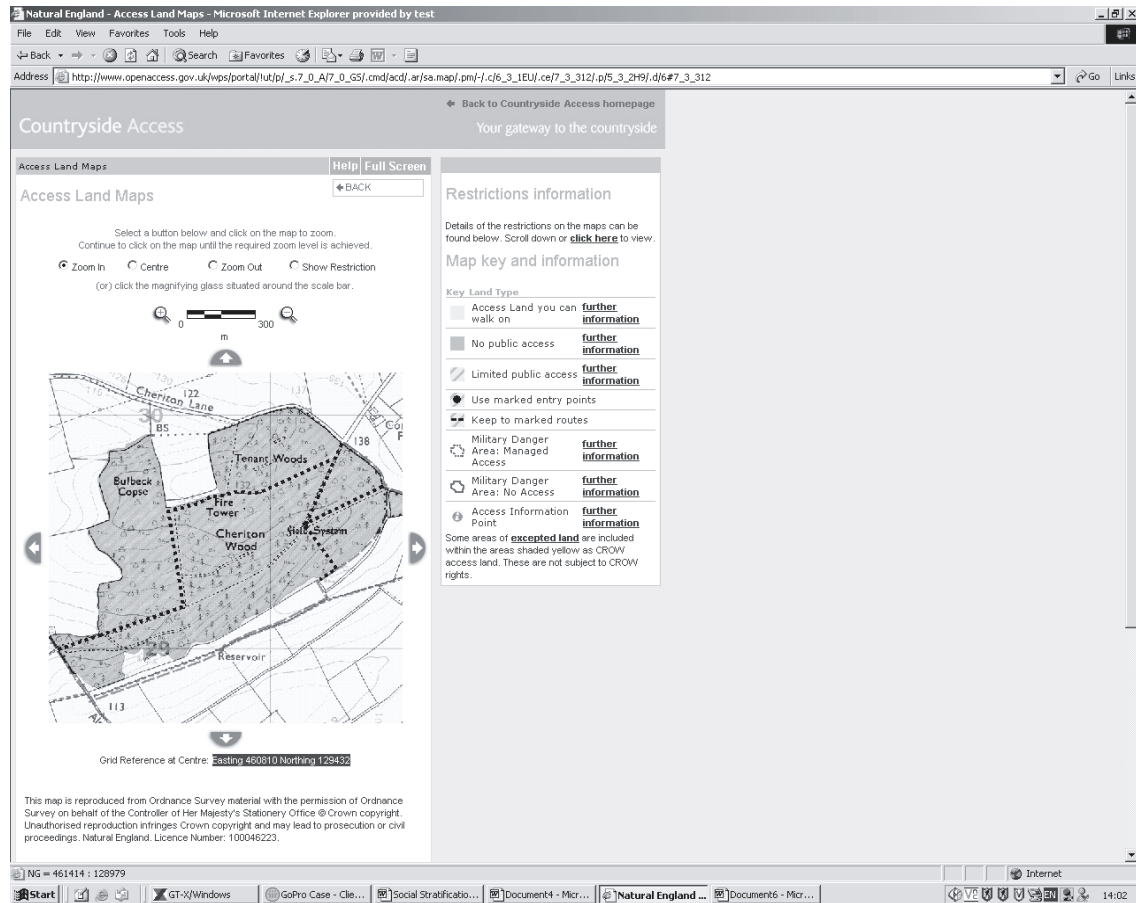 Natural England - Access Land Maps - Microsoft Internet Explorer provided by test
File Edit View Favorites Tools Help
Back Search Favorites
Address http://www.openaccess.gov.uk/wps/portal/!ut/p/_s.7_0_A/7_0_G5/.cmd/acd/.ar/sa.map/.pm/-/.c/6_3_1EU/.ce/7_3_312/.p/5_3_2H9/.d/6#7_3_312 Go Links
Back to Countryside Access homepage
Countryside Access
Your gateway to the countryside
Access Land Maps Help Full Screen
BACK
Access Land Maps
Select a button below and click on the map to zoom.
Continue to click on the map until the required zoom level is achieved.
Zoom In Centre Zoom Out Show Restriction
(or) click the magnifying glass situated around the scale bar.
0 300
m
Cheriton Lane
122
137
30
BS
138
Tenant Woods
Bulbeck
Copse
132
Fire
Tower
Cheriton
Wood
Field System
29
Reservoir
113
Grid Reference at Centre: Easting 460810 Northing 129432
This map is reproduced from Ordnance Survey material with the permission of Ordnance
Survey on behalf of the Controller of Her Majesty's Stationery Office © Crown copyright.
Unauthorised reproduction infringes Crown copyright and may lead to prosecution or civil
proceedings. Natural England. Licence Number: 100046223.
Restrictions information
Details of the restrictions on the maps can be
found below. Scroll down or click here to view.
Map key and information
Key Land Type
Access Land you can walk on further information
No public access further information
Limited public access further information
Use marked entry points
Keep to marked routes
Military Danger Area: Managed Access further information
Military Danger Area: No Access further information
Access Information Point further information
Some areas of excepted land are included
within the areas shaded yellow as CROW
access land. These are not subject to CROW
rights.
NG = 461414 : 128979 Internet
Start GT-X/Windows GoPro Case - Clie... Social Stratificatio... Document4 - Micr... Natural England ... Document6 - Micr... EN 14:02